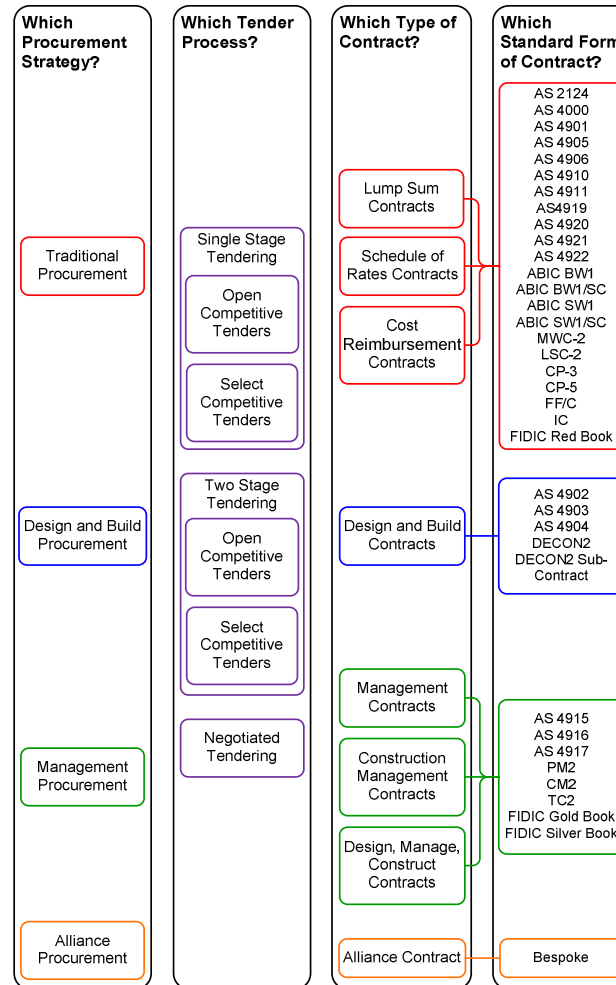 Which
Procurement
Strategy?
Traditional
Procurement
Design and Build
Procurement
Management
Procurement
Alliance
Procurement
Which Tender
Process?
Single Stage
Tendering
Open
Competitive
Tenders
Select
Competitive
Tenders
Two Stage
Tendering
Open
Competitive
Tenders
Select
Competitive
Tenders
Negotiated
Tendering
Which Type of
Contract?
Lump Sum
Contracts
Schedule of
Rates Contracts
Cost
Reimbursement
Contracts
Design and Build
Contracts
Management
Contracts
Construction
Management
Contracts
Design, Manage,
Construct
Contracts
Alliance Contract
Which
Standard Form
of Contract?
AS 2124
AS 4000
AS 4901
AS 4905
AS 4906
AS 4910
AS 4911
AS4919
AS 4920
AS 4921
AS 4922
ABIC BW1
ABIC BW1/SC
ABIC SW1
ABIC SW1/SC
MWC-2
LSC-2
CP-3
CP-5
FF/C
IC
FIDIC Red Book
AS 4902
AS 4903
AS 4904
DECON2
DECON2 Sub-
Contract
AS 4915
AS 4916
AS 4917
PM2
CM2
TC2
FIDIC Gold Book
FIDIC Silver Book
Bespoke